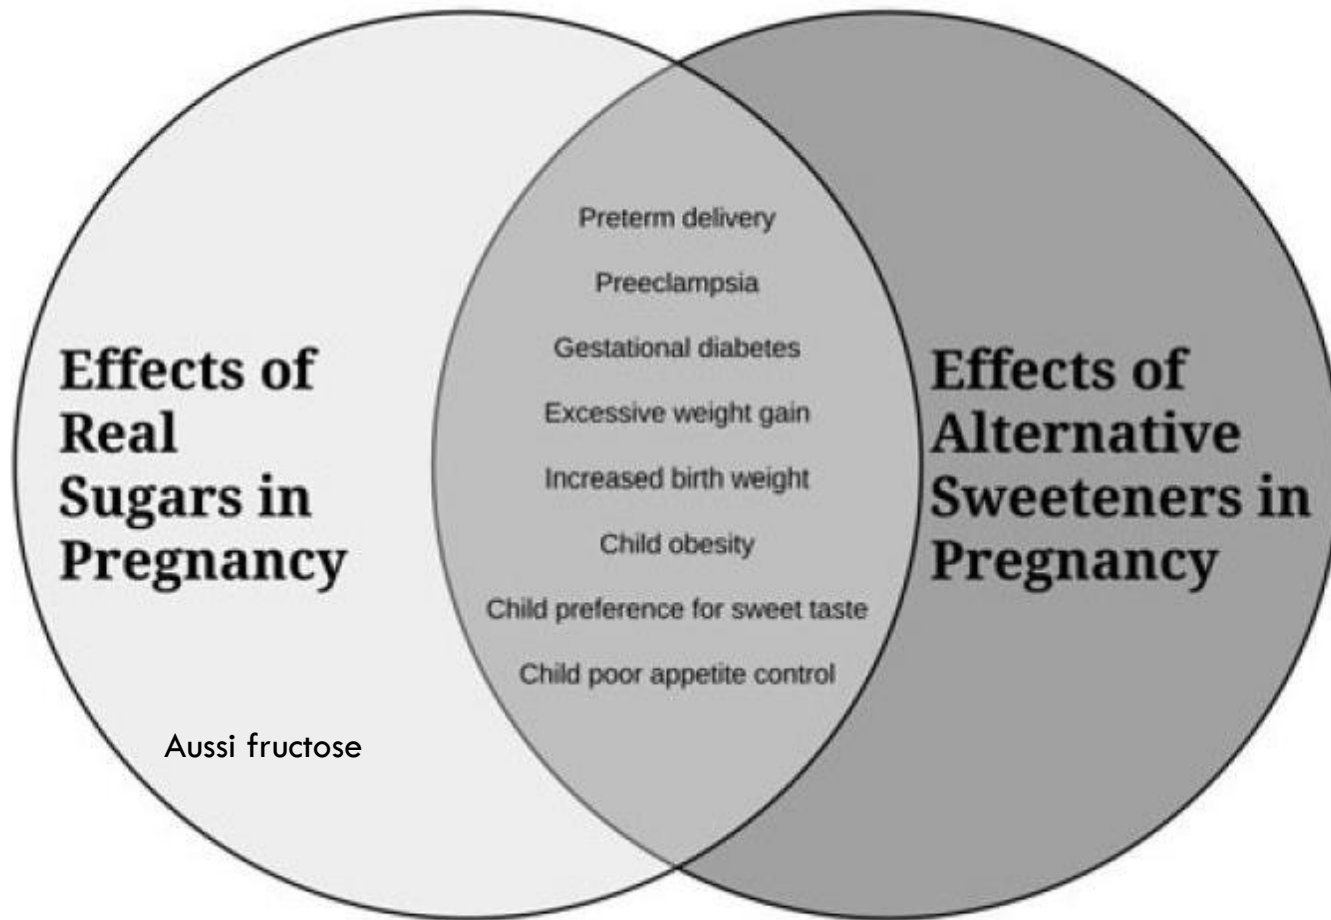 Effects of
Real
Sugars in
Pregnancy
Aussi fructose
Preterm delivery
Preeclampsia
Gestational diabetes
Excessive weight gain
Increased birth weight
Child obesity
Child preference for sweet taste
Child poor appetite control
Effects of
Alternative
Sweeteners in
Pregnancy